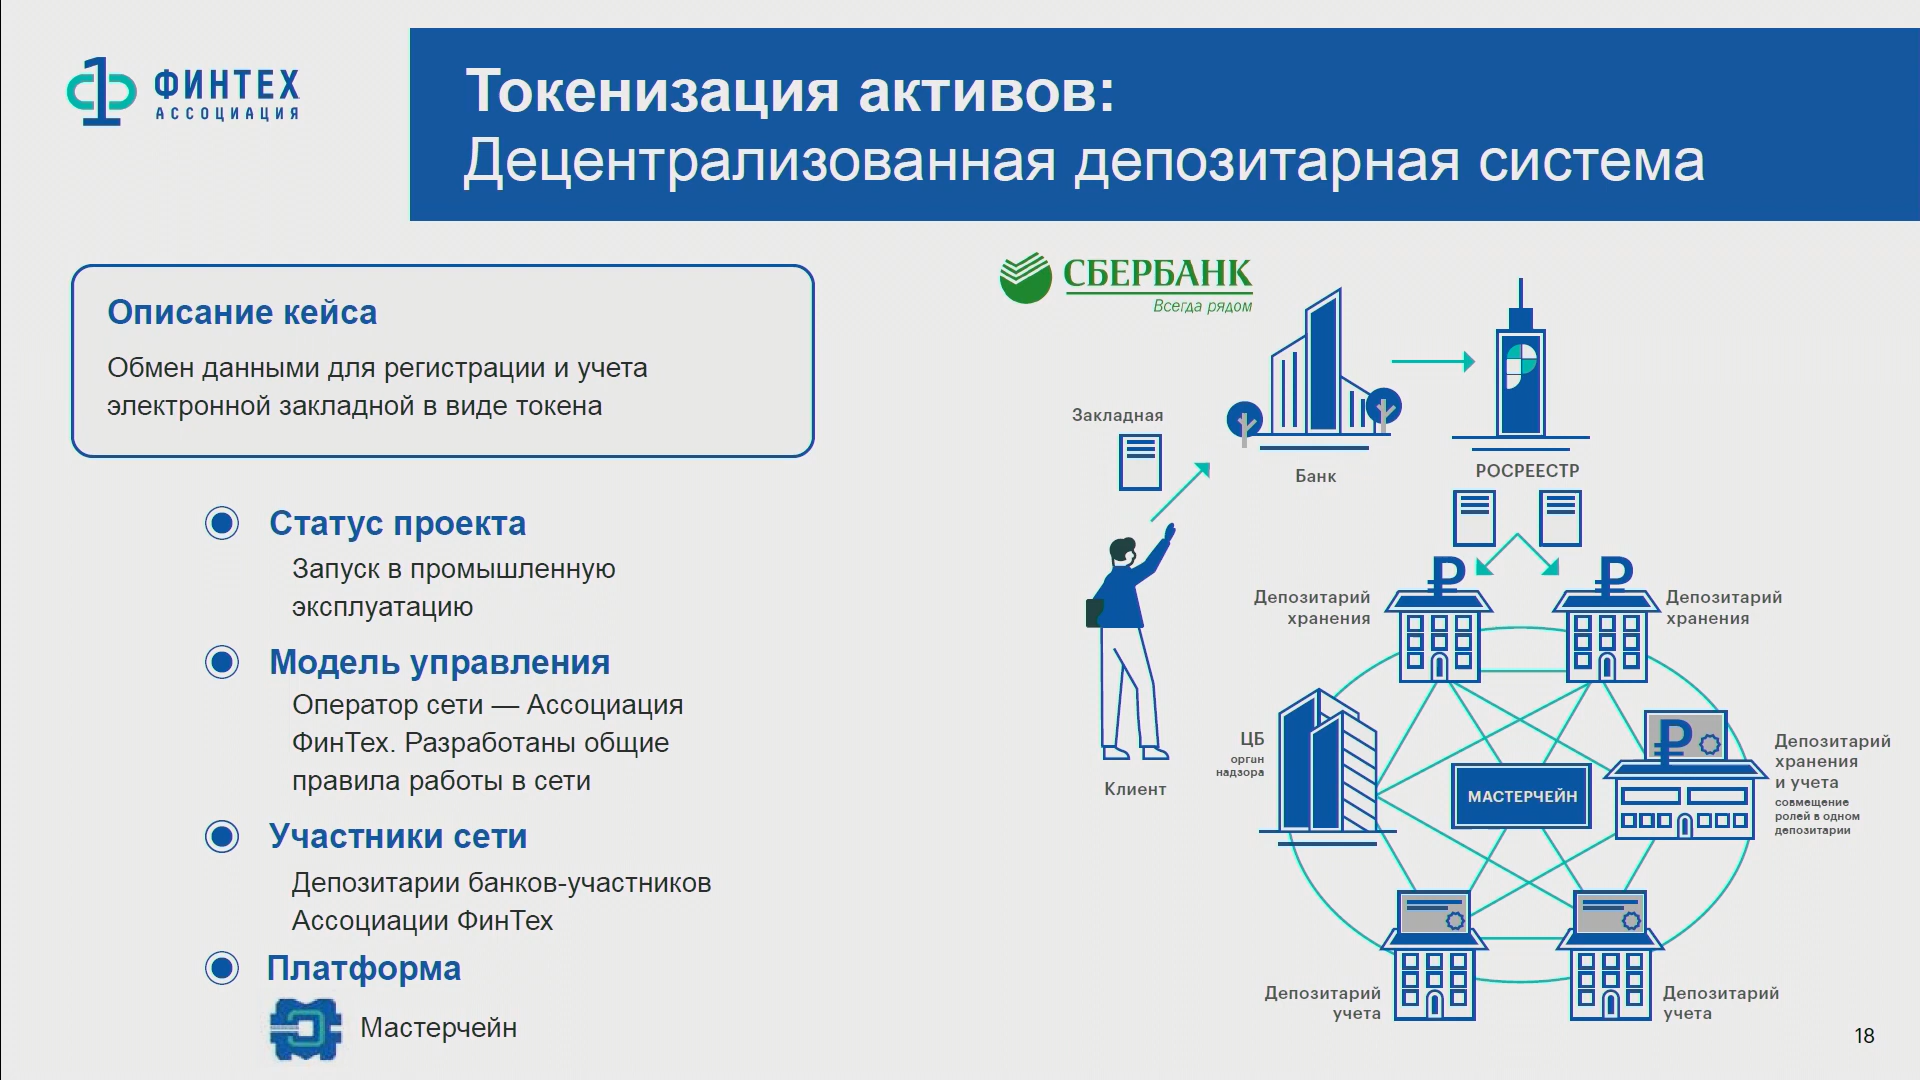 ФИНТЕХ
АССОЦИАЦИЯ
Токенизация активов:
Децентрализованная депозитарная система
Описание кейса
Обмен данными для регистрации и учета
электронной закладной в виде токена
Статус проекта
Запуск в промышленную
эксплуатацию
Модель управления
Оператор сети — Ассоциация
ФинТех. Разработаны общие
правила работы в сети
Участники сети
Депозитарии банков-участников
Ассоциации ФинТех
Платформа
Мастерчейн
СБЕРБАНК
Всегда рядом
Закладная
Банк
РОСРЕЕСТР
Клиент
Депозитарий
хранения
Депозитарий
хранения
ЦБ
орган
надзора
МАСТЕРЧЕЙН
Депозитарий
хранения
и учета
совмещение
ролей в одном
депозитарии
Депозитарий
учета
Депозитарий
учета
18